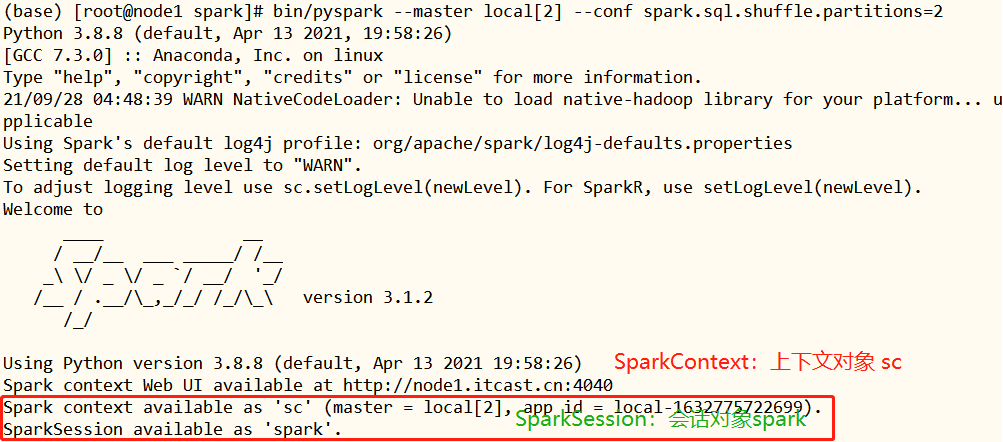 (base) [root@node1 spark]# bin/pyspark --master local[2] --conf spark.sql.shuffle.partitions=2
Python 3.8.8 (default, Apr 13 2021, 19:58:26)
[GCC 7.3.0] :: Anaconda, Inc. on linux
Type "help", "copyright", "credits" or "license" for more information.
21/09/28 04:48:39 WARN NativeCodeLoader: Unable to load native-hadoop library for your platform... u
pplicable
Using Spark's default log4j profile: org/apache/spark/log4j-defaults.properties
Setting default log level to "WARN".
To adjust logging level use sc.setLogLevel(newLevel). For SparkR, use setLogLevel(newLevel).
Welcome to
      ____              __
     / __/__  ___ _____/ /__
    _\ \/ _ \/ _ `/ __/  '_/
   /__ / .__/\_,_/_/ /_/\_\   version 3.1.2
      /_/
Using Python version 3.8.8 (default, Apr 13 2021 19:58:26)
SparkContext：上下文对象 sc
Spark context Web UI available at http://node1.itcast.cn:4040
Spark context available as 'sc' (master = local[2], app id = local-1632775722699).
SparkSession：会话对象spark
SparkSession available as 'spark'.